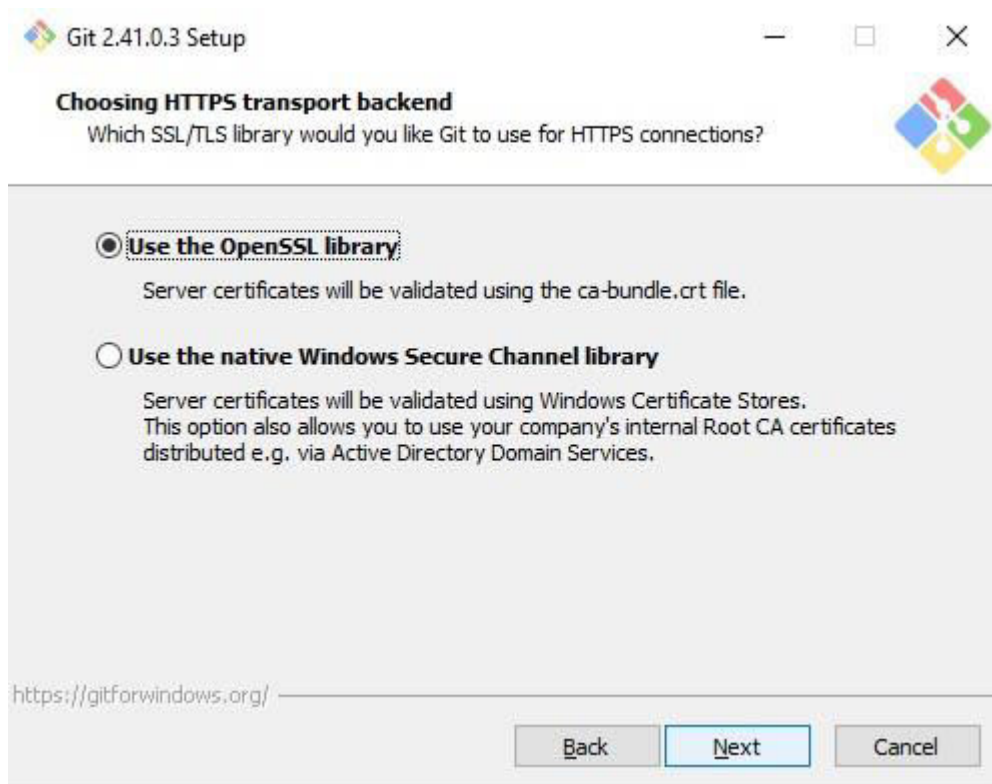 Git 2.41.0.3 Setup
Choosing HTTPS transport backend
Which SSL/TLS library would you like Git to use for HTTPS connections?
Use the OpenSSL library
Server certificates will be validated using the ca-bundle.crt file.
Use the native Windows Secure Channel library
Server certificates will be validated using Windows Certificate Stores.
This option also allows you to use your company's internal Root CA certificates
distributed e.g. via Active Directory Domain Services.
https://gitforwindows.org/
Back Next Cancel